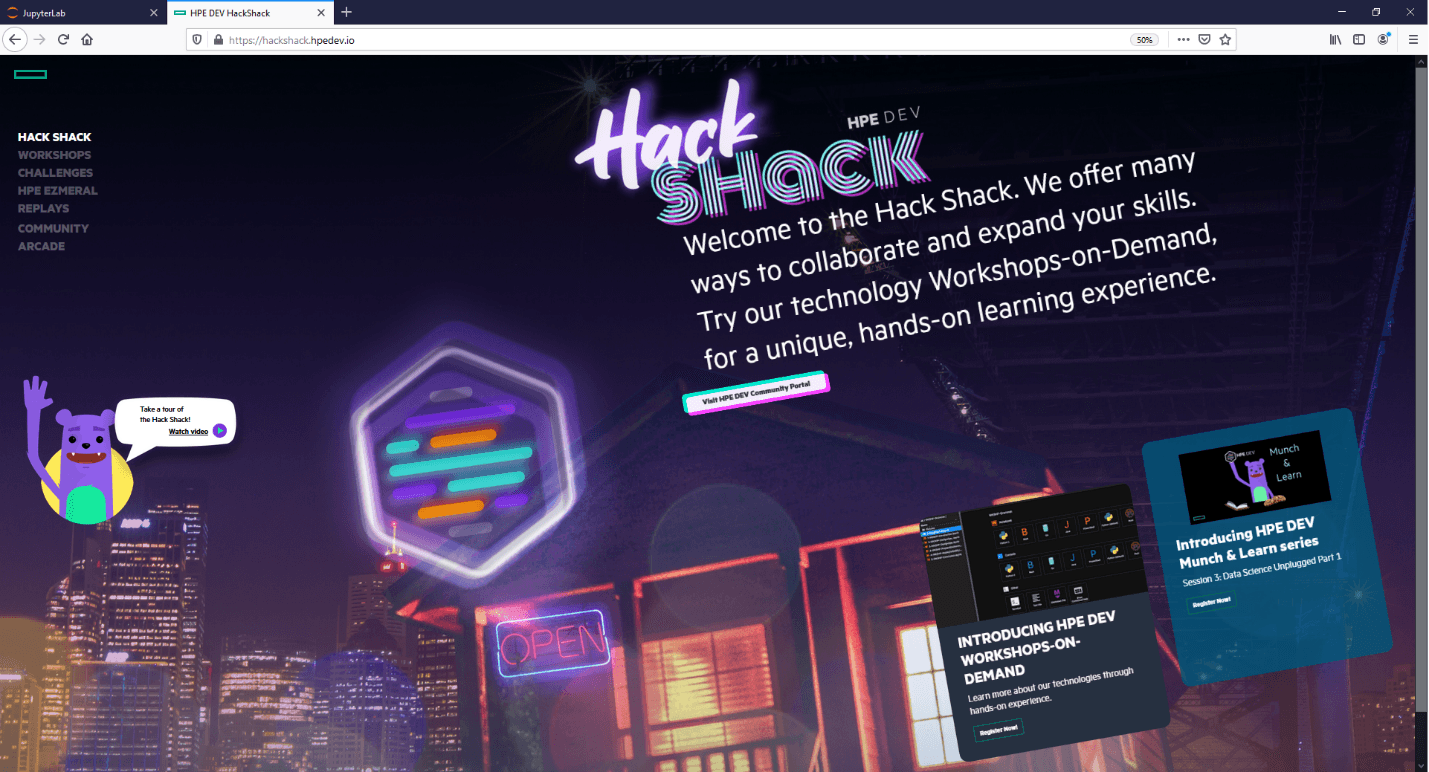 JupyterLab
HPE DEV HackShack
https://hackshack.hpedev.io
50%
HACK SHACK
WORKSHOPS
CHALLENGES
HPE EZMERAL
REPLAYS
COMMUNITY
ARCADE
Hack
HPE DEV
SHACK
Welcome to the Hack Shack. We offer many
ways to collaborate and expand your skills.
Try our technology Workshops-on-Demand,
for a unique, hands-on learning experience.
Visit HPE DEV Community Portal
Take a tour of
the Hack Shack!
Watch video
OPEN
INTRODUCING HPE DEV
WORKSHOPS-ON-
DEMAND
Learn more about our technologies through
hands-on experience.
Register Now!
HPE DEV
Munch
&
Learn
Introducing HPE DEV
Munch & Learn series
Session 3: Data Science Unplugged Part 1
Register Now!